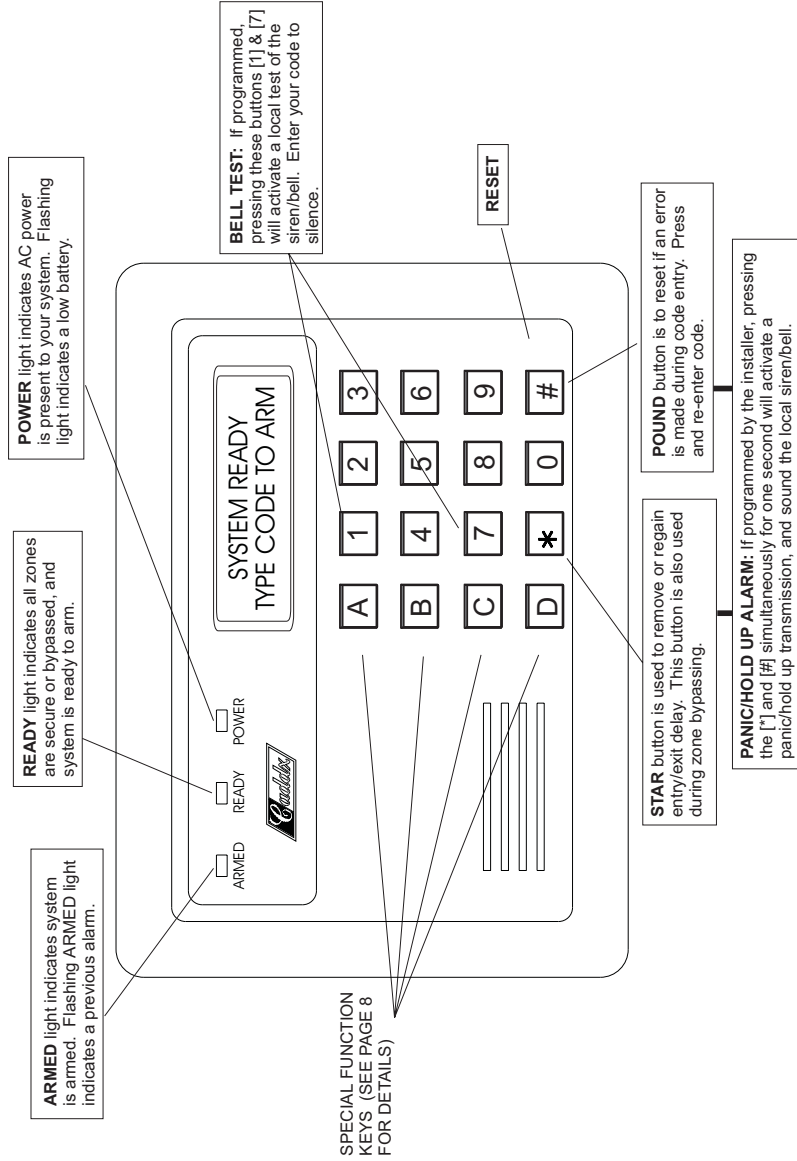 ARMED light indicates system
is armed. Flashing ARMED light
indicates a previous alarm.
READY light indicates all zones
are secure or bypassed, and
system is ready to arm.
POWER light indicates AC power
is present to your system. Flashing
light indicates a low battery.
BELL TEST: If programmed,
pressing these buttons [1] & [7]
will activate a local test of the
siren/bell. Enter your code to
silence.
ARMED
READY
POWER
Caddx
SYSTEM READY
TYPE CODE TO ARM
A 1 2 3
B 4 5 6
C 7 8 9
D * 0 #
RESET
SPECIAL FUNCTION
KEYS (SEE PAGE 8
FOR DETAILS)
STAR button is used to remove or regain
entry/exit delay. This button is also used
during zone bypassing.
POUND button is to reset if an error
is made during code entry. Press
and re-enter code.
PANIC/HOLD UP ALARM: If programmed by the installer, pressing
the [*] and [#] simultaneously for one second will activate a
panic/hold up transmission, and sound the local siren/bell.